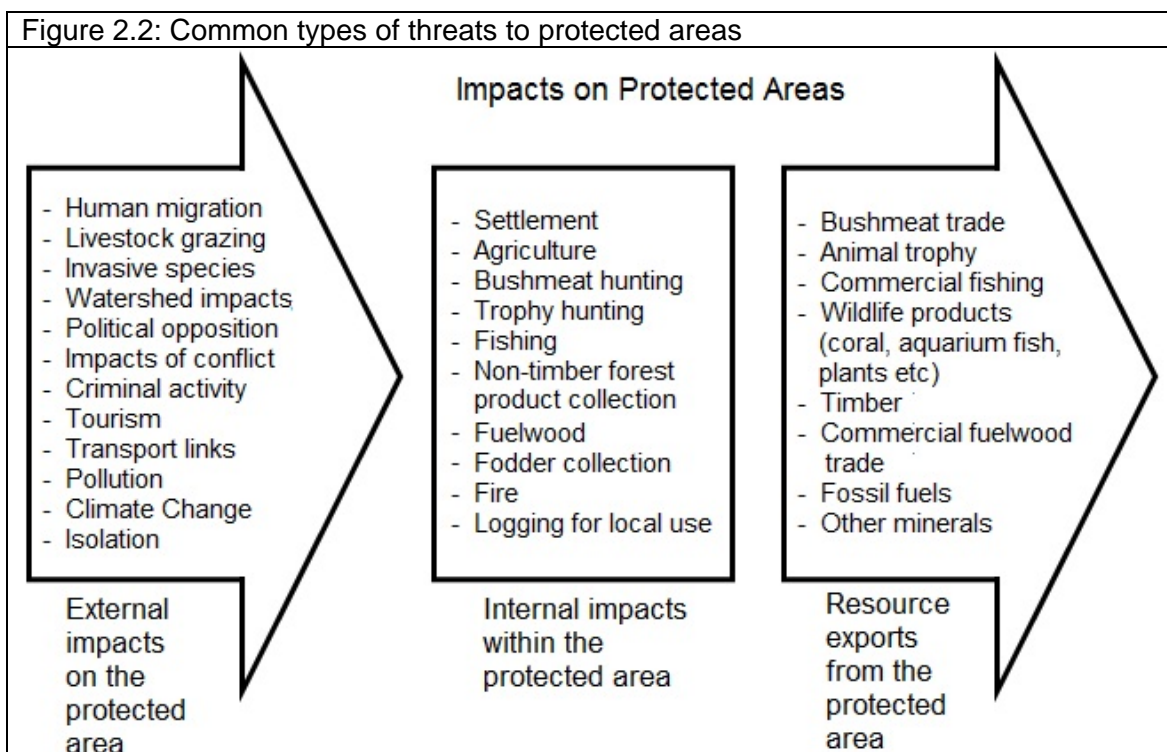 Figure 2.2: Common types of threats to protected areas
Impacts on Protected Areas
- Human migration
- Livestock grazing
- Invasive species
- Watershed impacts
- Political opposition
- Impacts of conflict
- Criminal activity
- Tourism
- Transport links
- Pollution
- Climate Change
- Isolation
External
impacts
on the
protected
area
- Settlement
- Agriculture
- Bushmeat hunting
- Trophy hunting
- Fishing
- Non-timber forest
product collection
- Fuelwood
- Fodder collection
- Fire
- Logging for local use
Internal impacts
within the
protected area
- Bushmeat trade
- Animal trophy
- Commercial fishing
- Wildlife products
(coral, aquarium fish,
plants etc)
- Timber
- Commercial fuelwood
trade
- Fossil fuels
- Other minerals
Resource
exports
from the
protected
area